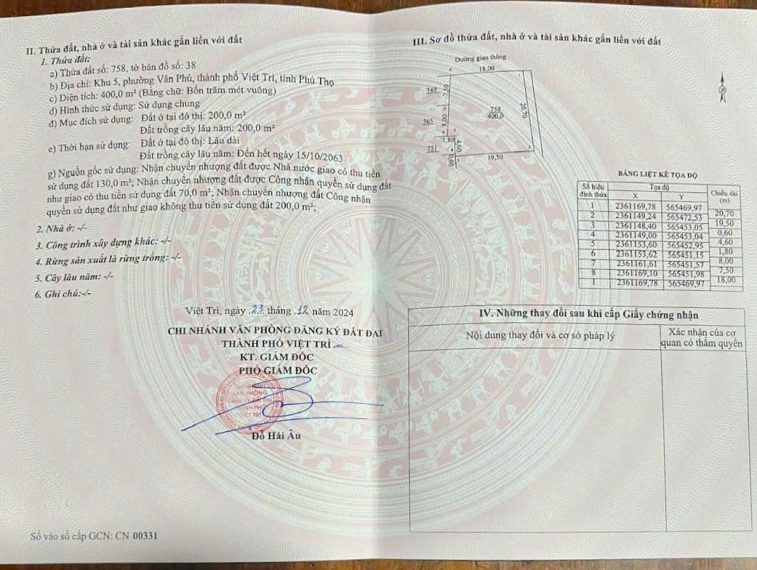 II. Thửa đất, nhà ở và tài sản khác gắn liền với đất
1. Thửa đất:
a) Thửa đất số: 758, tờ bản đồ số: 38
b) Địa chỉ: Khu 5, phường Vân Phú, thành phố Việt Trì, tỉnh Phú Thọ
c) Diện tích: 400,0 m² (Bằng chữ: Bốn trăm mét vuông)
d) Hình thức sử dụng: Sử dụng chung
đ) Mục đích sử dụng: Đất ở tại đô thị: 200,0 m²
Đất trồng cây lâu năm: 200,0 m²
e) Thời hạn sử dụng: Đất ở tại đô thị: Lâu dài
Đất trồng cây lâu năm: Đến hết ngày 15/10/2063
g) Nguồn gốc sử dụng: Nhận chuyển nhượng đất được Nhà nước giao có thu tiền
sử dụng đất 130,0 m²; Nhận chuyển nhượng đất được Công nhận quyền sử dụng đất
như giao có thu tiền sử dụng đất 70,0 m²; Nhận chuyển nhượng đất Công nhận
quyền sử dụng đất như giao không thu tiền sử dụng đất 200,0 m²;
2. Nhà ở: -/-
3. Công trình xây dựng khác: -/-
4. Rừng sản xuất là rừng trồng: -/-
5. Cây lâu năm: -/-
6. Ghi chú:-/-
Việt Trì, ngày 23 tháng 12 năm 2024
CHI NHÁNH VĂN PHÒNG ĐĂNG KÝ ĐẤT ĐAI
THÀNH PHỐ VIỆT TRÌ
KT. GIÁM ĐỐC
PHÓ GIÁM ĐỐC
Đỗ Hải Âu
Số vào sổ cấp GCN: CN 00331
III. Sơ đồ thửa đất, nhà ở và tài sản khác gắn liền với đất
Đường giao thông
18,00
749
7,50
758
400,0
20,70
765
8,00
1,80
751
4,60
0,60
19,50
BẢNG LIỆT KÊ TỌA ĐỘ
Số hiệu đỉnh thửa Tọa độ Chiều dài (m)
X Y
1 2361169,78 565469,97
20,70
2 2361149,24 565472,53
19,50
3 2361148,40 565453,05
0,60
4 2361149,00 565453,04
4,60
5 2361153,60 565452,95
1,80
6 2361153,62 565451,15
8,00
7 2361161,61 565451,57
7,50
8 2361169,10 565451,98
18,00
1 2361169,78 565469,97
IV. Những thay đổi sau khi cấp Giấy chứng nhận
Nội dung thay đổi và cơ sở pháp lý
Xác nhận của cơ
quan có thẩm quyền